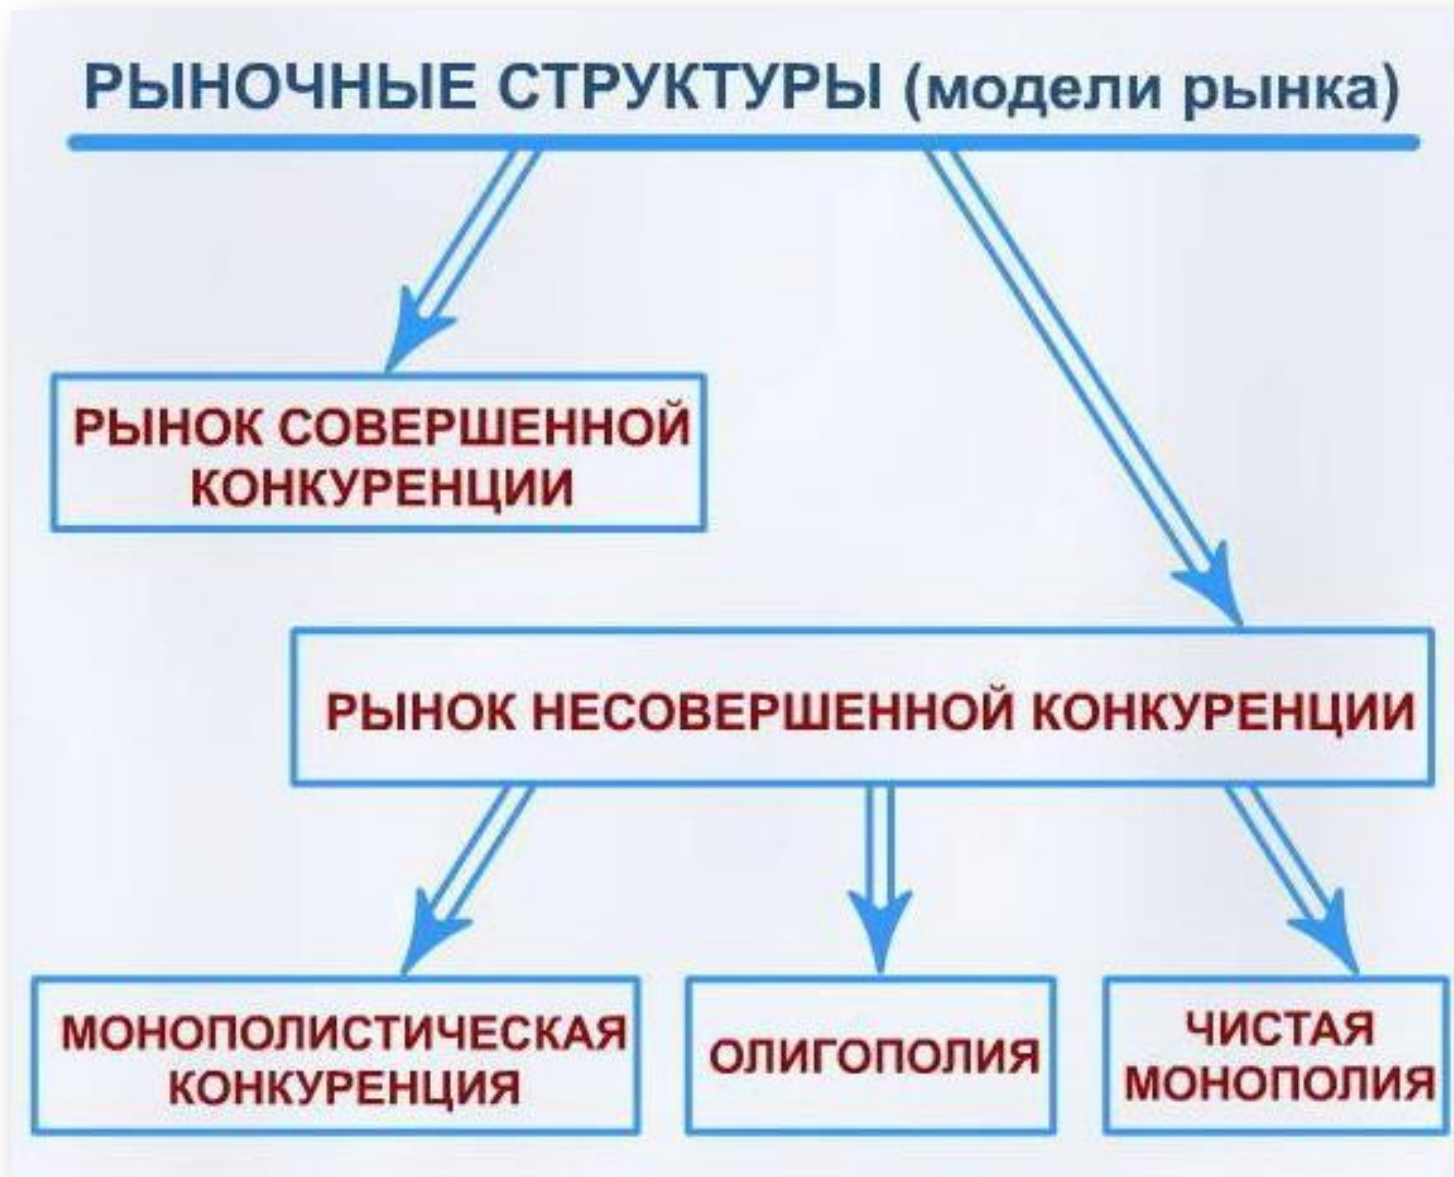 РЫНОЧНЫЕ СТРУКТУРЫ (модели рынка)
РЫНОК СОВЕРШЕННОЙ
КОНКУРЕНЦИИ
РЫНОК НЕСОВЕРШЕННОЙ КОНКУРЕНЦИИ
МОНОПОЛИСТИЧЕСКАЯ
КОНКУРЕНЦИЯ
ОЛИГОПОЛИЯ
ЧИСТАЯ
МОНОПОЛИЯ